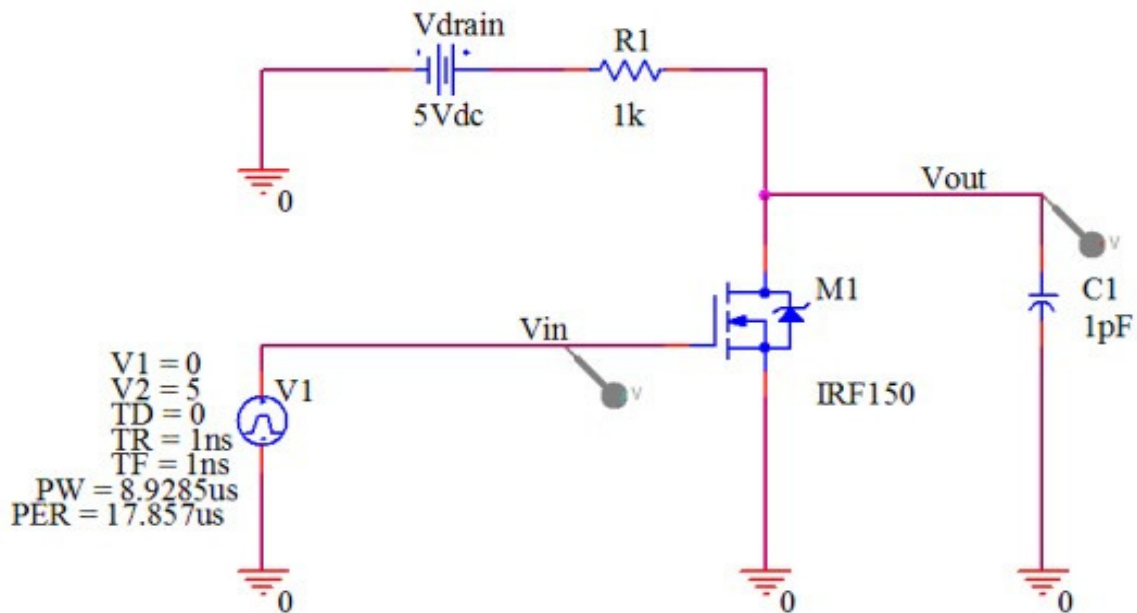 Vdrain
R1
5Vdc
1k
0
Vout
V
M1
C1
1pF
Vin
V
IRF150
V1 = 0
V2 = 5
V1
TD = 0
TR = 1ns
TF = 1ns
PW = 8.9285us
PER = 17.857us
0
0
0